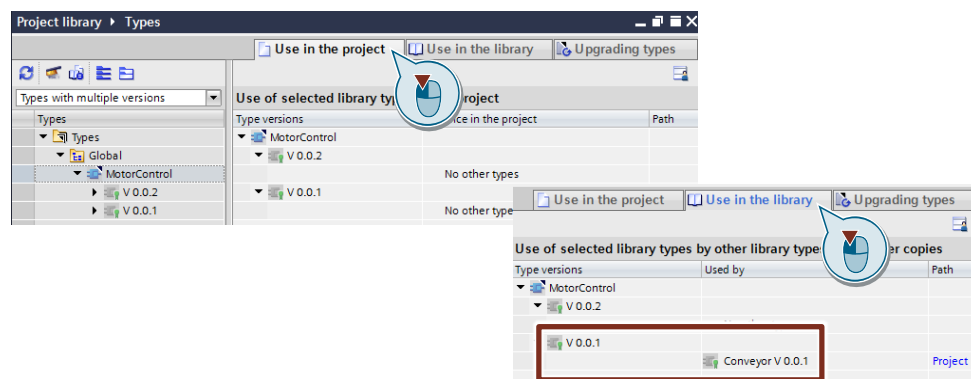 Project library ▸ Types
Use in the project Use in the library Upgrading types
Types with multiple versions
Use of selected library typ roject
Types Type versions ce in the project Path
Types MotorControl
Global V 0.0.2
MotorControl No other types
V 0.0.2 V 0.0.1
V 0.0.1 No other type
Use in the project Use in the library Upgrading types
Use of selected library types by other library type er copies
Type versions Used by Path
MotorControl
V 0.0.2
V 0.0.1
Conveyor V 0.0.1 Project